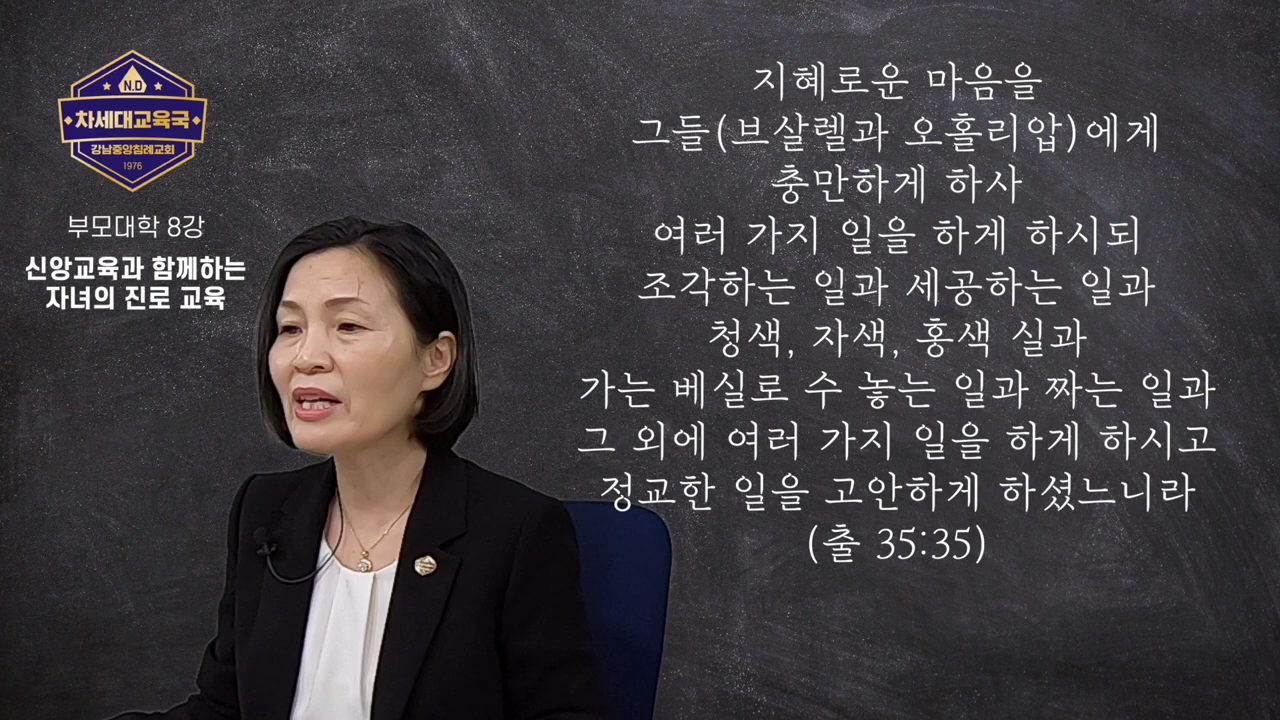 N.D
차세대교육국
강남중앙침례교회
1976
부모대학 8강
신앙교육과 함께하는
자녀의 진로 교육
지혜로운 마음을
그들(브살렐과 오홀리압)에게
충만하게 하사
여러 가지 일을 하게 하시되
조각하는 일과 세공하는 일과
청색, 자색, 홍색 실과
가는 베실로 수 놓는 일과 짜는 일과
그 외에 여러 가지 일을 하게 하시고
정교한 일을 고안하게 하셨느니라
(출 35:35)